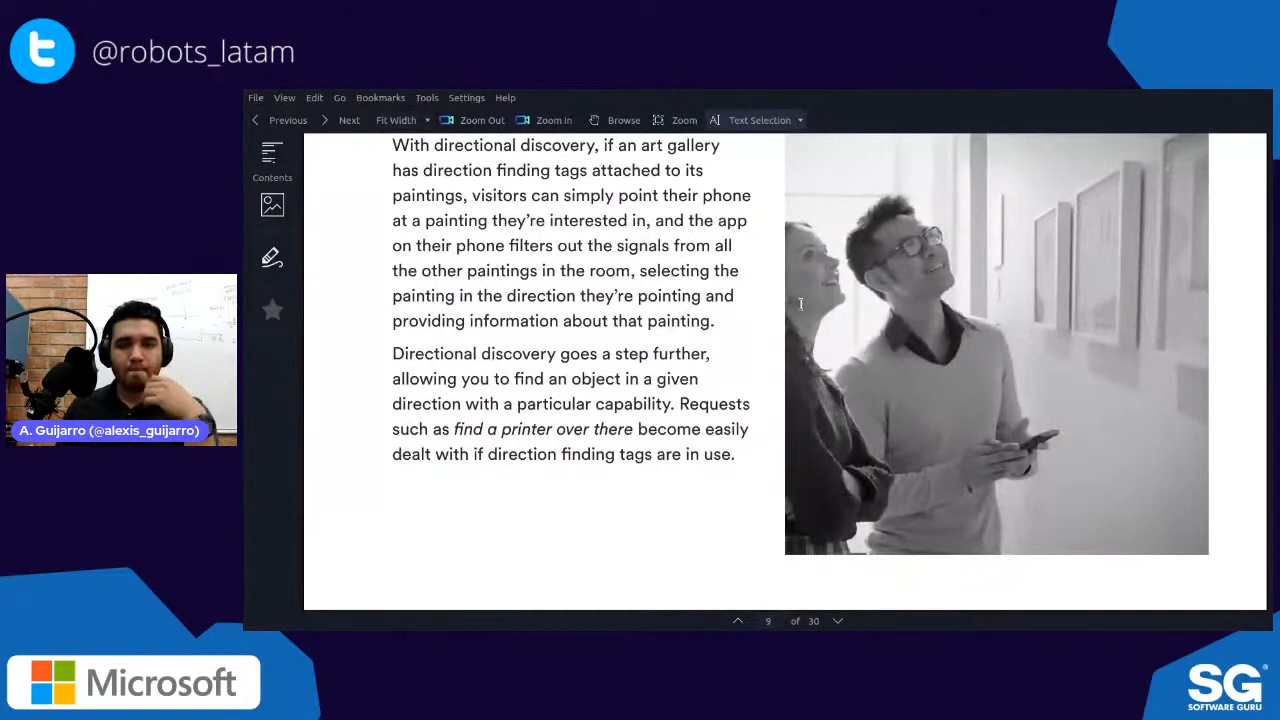 @robots_latam
File View Edit Go Bookmarks Tools Settings Help
Previous Next Fit Width Zoom Out Zoom In Browse Zoom Text Selection
Contents
With directional discovery, if an art gallery
has direction finding tags attached to its
paintings, visitors can simply point their phone
at a painting they’re interested in, and the app
on their phone filters out the signals from all
the other paintings in the room, selecting the
painting in the direction they’re pointing and
providing information about that painting.
Directional discovery goes a step further,
allowing you to find an object in a given
direction with a particular capability. Requests
such as find a printer over there become easily
dealt with if direction finding tags are in use.
A. Guijarro (@alexis_guijarro)
9 of 30
Microsoft
SG
SOFTWARE GURU